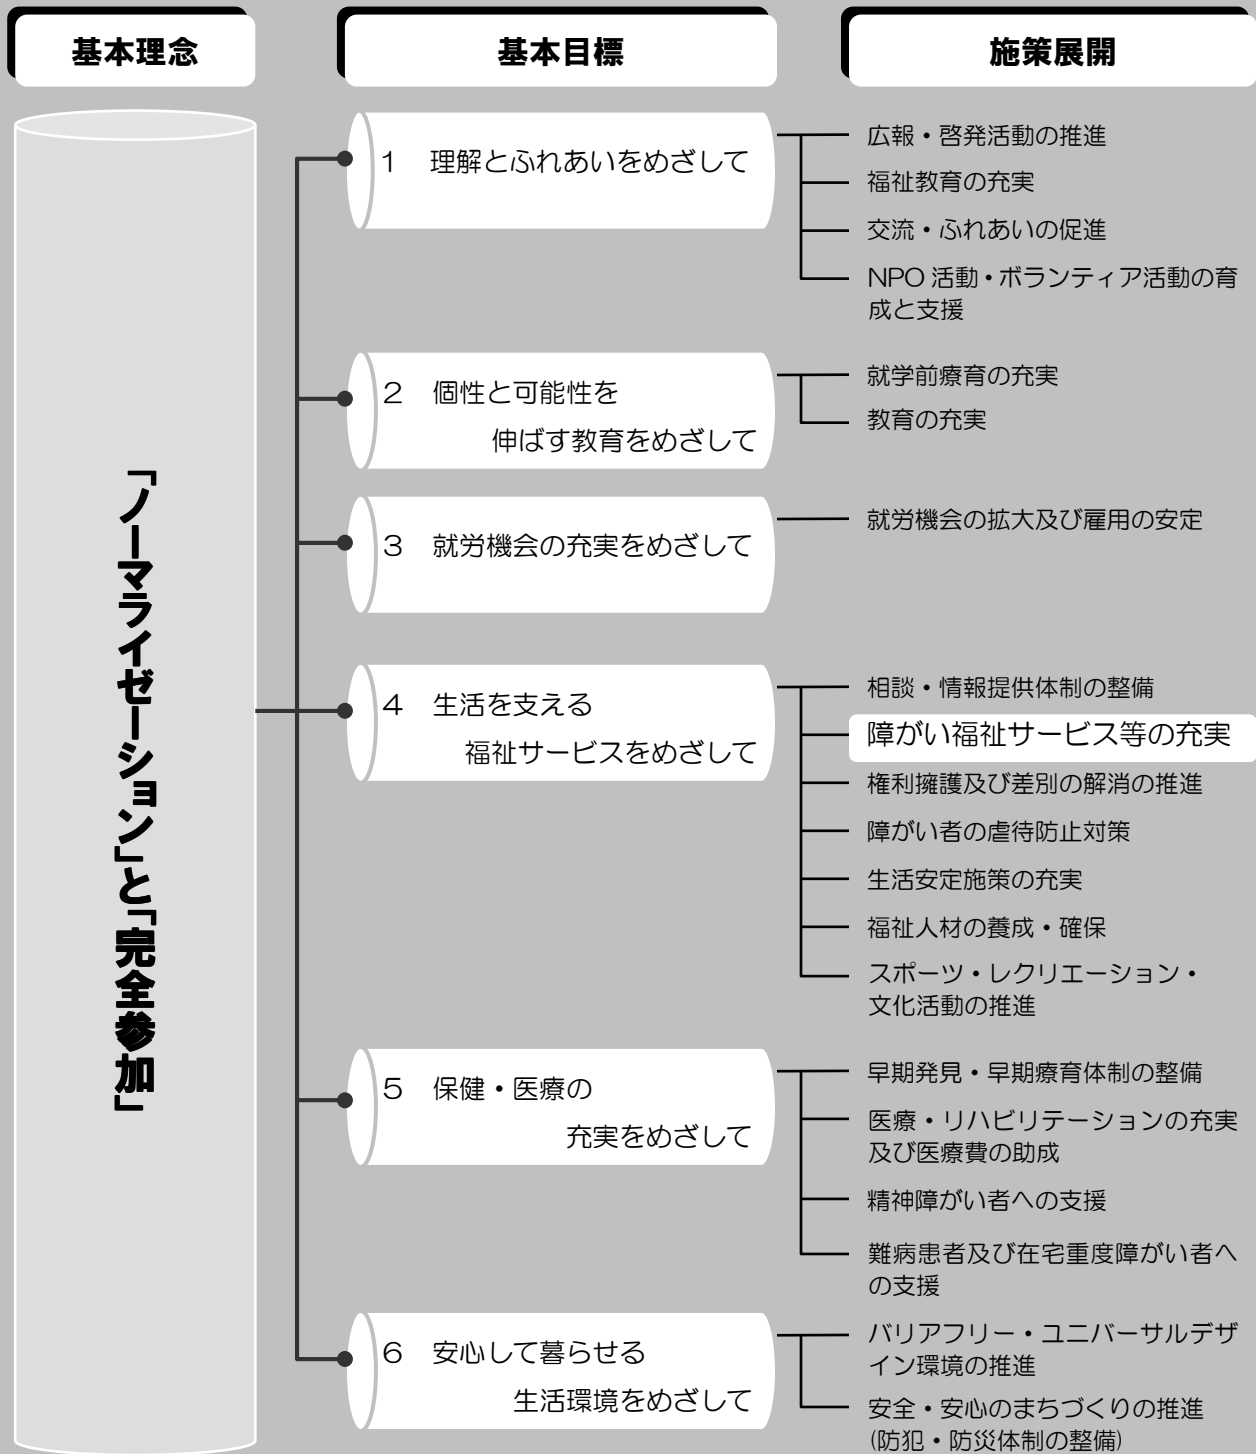 基本理念
基本目標
施策展開
「ノーマライゼーション」と「完全参加」
1 理解とふれあいをめざして
広報・啓発活動の推進
福祉教育の充実
交流・ふれあいの促進
NPO 活動・ボランティア活動の育
成と支援
2 個性と可能性を
伸ばす教育をめざして
就学前療育の充実
教育の充実
3 就労機会の充実をめざして
就労機会の拡大及び雇用の安定
4 生活を支える
福祉サービスをめざして
相談・情報提供体制の整備
障がい福祉サービス等の充実
権利擁護及び差別の解消の推進
障がい者の虐待防止対策
生活安定施策の充実
福祉人材の養成・確保
スポーツ・レクリエーション・
文化活動の推進
5 保健・医療の
充実をめざして
早期発見・早期療育体制の整備
医療・リハビリテーションの充実
及び医療費の助成
精神障がい者への支援
難病患者及び在宅重度障がい者へ
の支援
6 安心して暮らせる
生活環境をめざして
バリアフリー・ユニバーサルデザ
イン環境の推進
安全・安心のまちづくりの推進
(防犯・防災体制の整備)